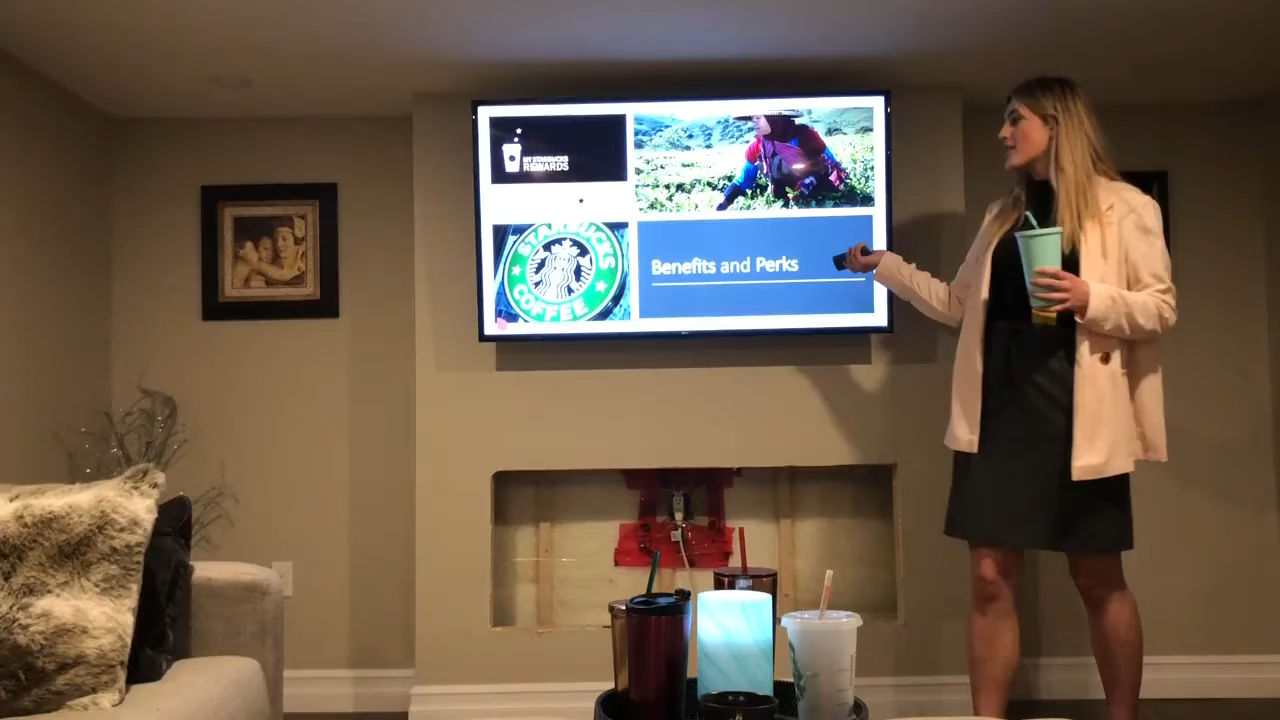 MY STARBUCKS
REWARDS
STARBUCKS
COFFEE
Benefits and Perks